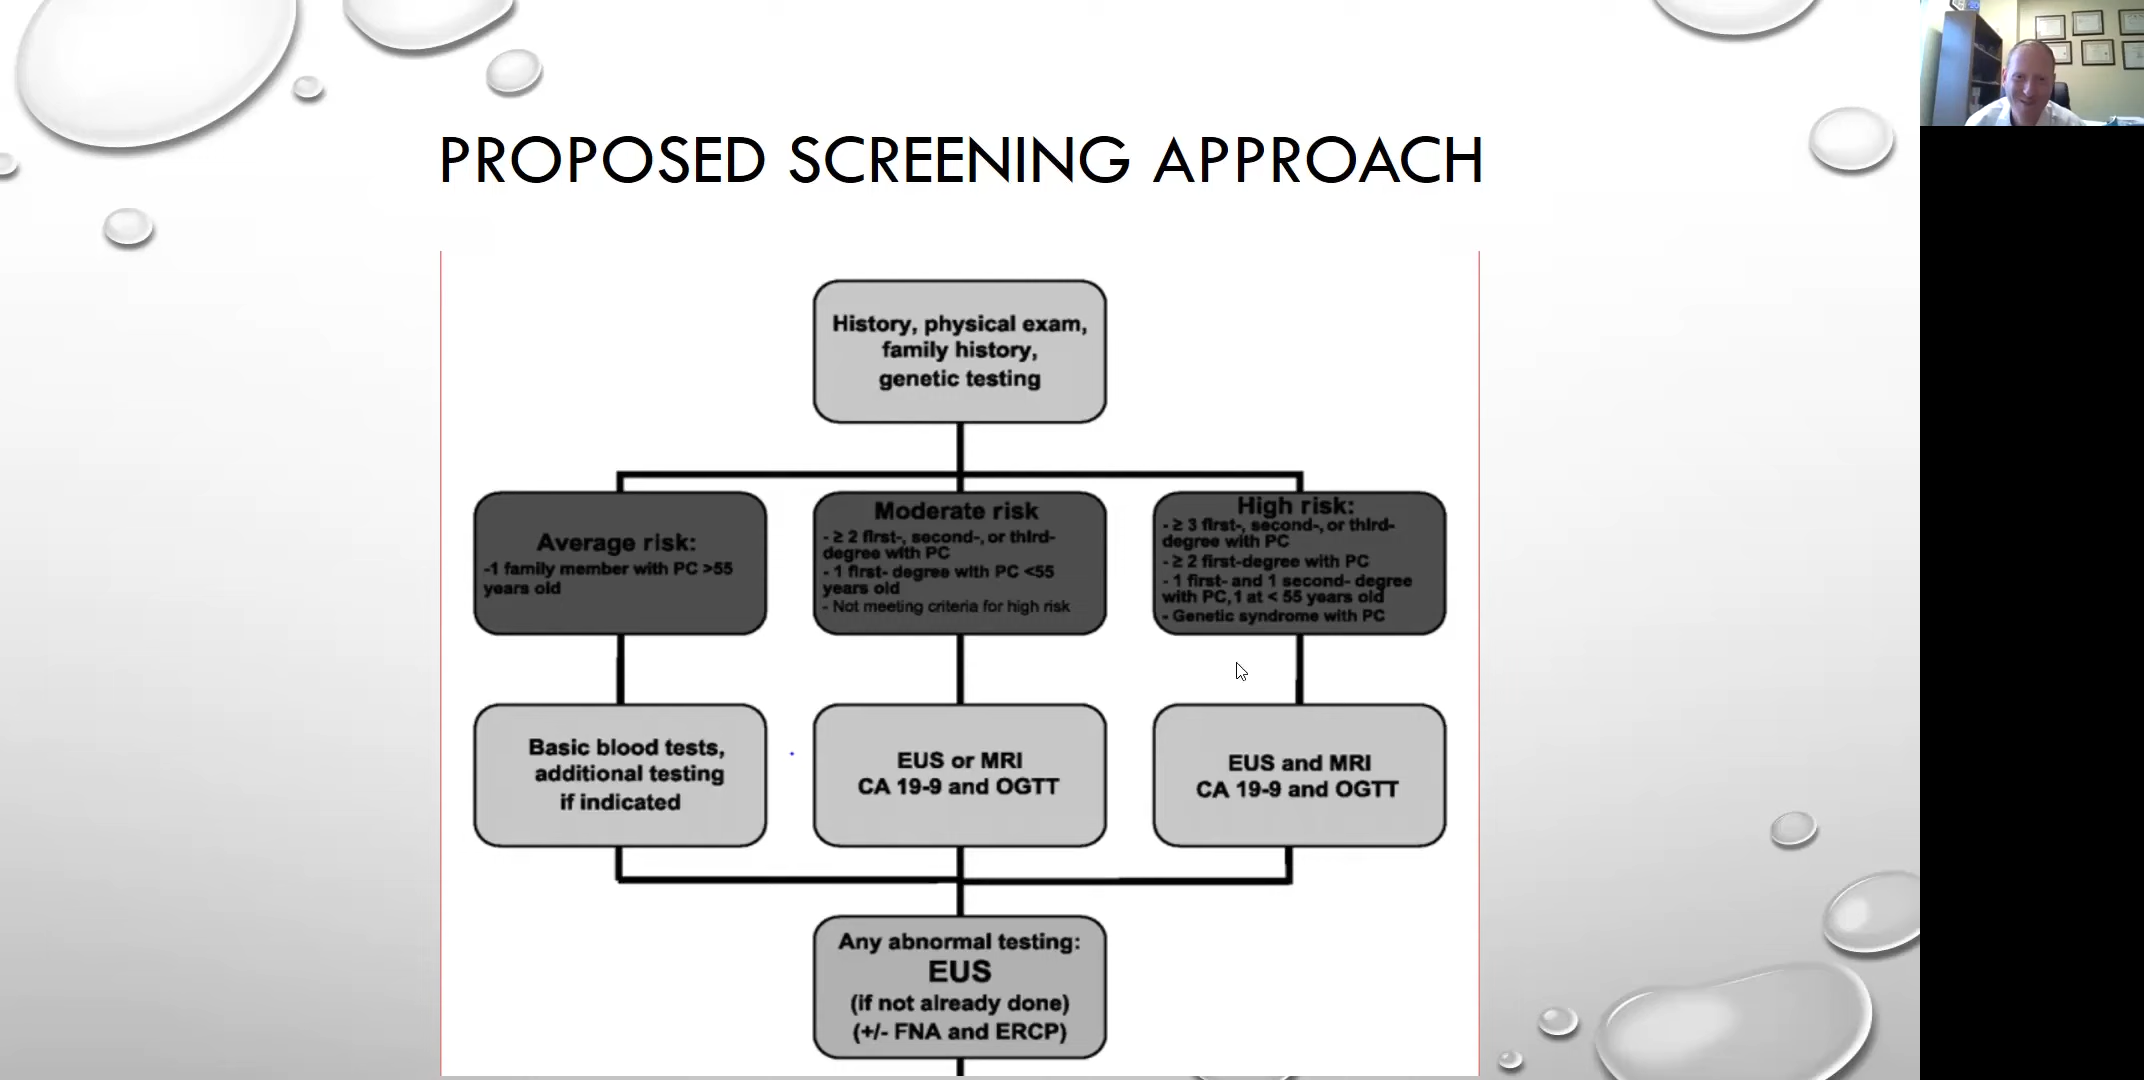 PROPOSED SCREENING APPROACH
History, physical exam,
family history,
genetic testing
Average risk:
-1 family member with PC >55
years old
Moderate risk
- ≥ 2 first-, second-, or third-
degree with PC
- 1 first- degree with PC <55
years old
- Not meeting criteria for high risk
High risk:
- ≥ 3 first-, second-, or third-
degree with PC
- ≥ 2 first-degree with PC
- 1 first- and 1 second- degree
with PC, 1 at < 55 years old
- Genetic syndrome with PC
Basic blood tests,
additional testing
if indicated
EUS or MRI
CA 19-9 and OGTT
EUS and MRI
CA 19-9 and OGTT
Any abnormal testing:
EUS
(if not already done)
(+/- FNA and ERCP)